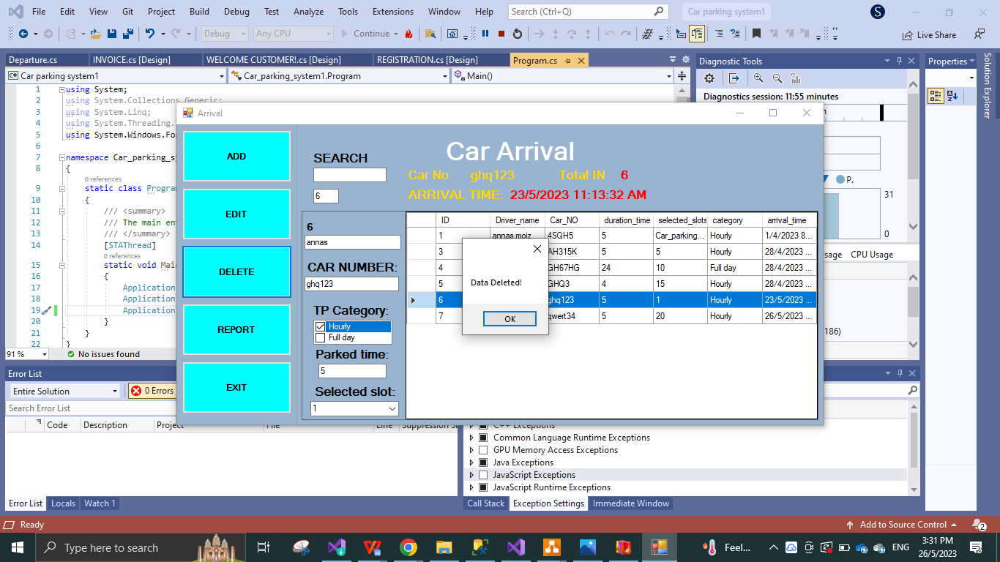 File Edit View Git Project Build Debug Test Analyze Tools Extensions Window Help Search (Ctrl+Q) Car parking system1 S
Debug Any CPU Continue Live Share
Departure.cs INVOICE.cs [Design] WELCOME CUSTOMER!.cs [Design] REGISTRATION.cs [Design] Program.cs
Car parking system1 Car_parking_system1.Program Main()
1 using System;
2 using System.Collections.Generic;
3 using System.Linq;
4 using System.Threading.
5 using System.Windows.Fo
6
7 namespace Car_parking_sy
8 {
0 references
9 static class Program
10 {
11 /// <summary>
12 /// The main ent
13 /// </summary>
14 [STAThread]
0 references
15 static void Mai
16 {
17 Application
18 Application
19 Application
20 }
21 }
22 }
91 % No issues found
Arrival
ADD
EDIT
DELETE
REPORT
EXIT
SEARCH
6
Car Arrival
Car No ghq123 Total IN 6
ARRIVAL TIME: 23/5/2023 11:13:32 AM
6
annas
CAR NUMBER:
ghq123
TP Category:
Hourly
Full day
Parked time:
5
Selected slot:
1
ID Driver_name Car_NO duration_time selected_slots category arrival_time
1 annas moiz 4SQH5 5 Car_parking... Hourly 1/4/2023 8...
3 AH315K 5 5 Hourly 28/4/2023 ...
4 GH67HG 24 10 Full day 28/4/2023 ...
5 GHQ3 4 15 Hourly 28/4/2023 ...
6 ghq123 5 1 Hourly 23/5/2023 ...
7 qwert34 5 20 Hourly 26/5/2023 ...
Data Deleted!
OK
Diagnostic Tools
Diagnostics session: 11:55 minutes
P..
31
0
sage CPU Usage
186)
Properties
Solution Explorer
Error List
Entire Solution 0 Errors
Search Error List
Code Description Project File Line Suppression St
C++ Exceptions
Common Language Runtime Exceptions
GPU Memory Access Exceptions
Java Exceptions
JavaScript Exceptions
JavaScript Runtime Exceptions
Error List Locals Watch 1
Call Stack Exception Settings Immediate Window
Ready Add to Source Control 2
Type here to search Feel... ENG 3:31 PM
26/5/2023